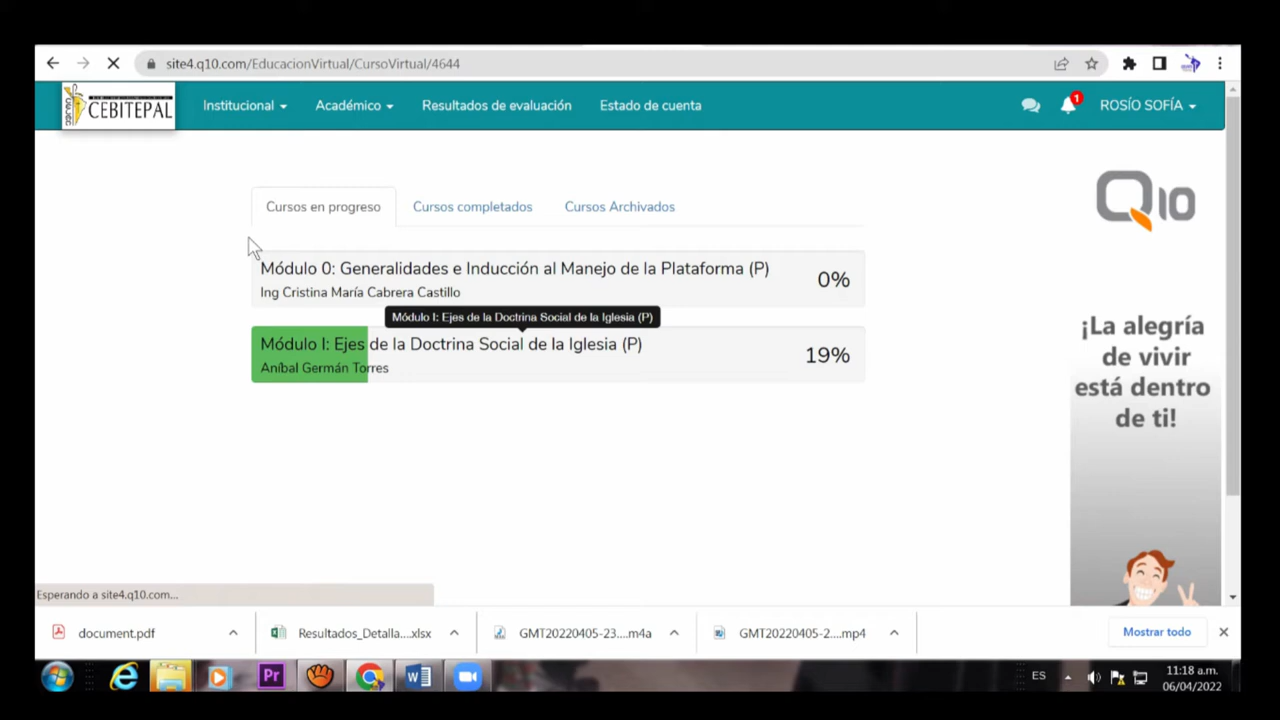 site4.q10.com/EducacionVirtual/CursoVirtual/4644
CEBITEPAL
Institucional
Académico
Resultados de evaluación
Estado de cuenta
1
ROSÍO SOFÍA
Cursos en progreso
Cursos completados
Cursos Archivados
Q10
Módulo 0: Generalidades e Inducción al Manejo de la Plataforma (P)
Ing Cristina María Cabrera Castillo
0%
Módulo I: Ejes de la Doctrina Social de la Iglesia (P)
Módulo I: Ejes de la Doctrina Social de la Iglesia (P)
Aníbal Germán Torres
19%
¡La alegría
de vivir
está dentro
de ti!
Esperando a site4.q10.com...
document.pdf
Resultados_Detalla....xlsx
GMT20220405-23....m4a
GMT20220405-2....mp4
Mostrar todo
Pr
ES
11:18 a.m.
06/04/2022